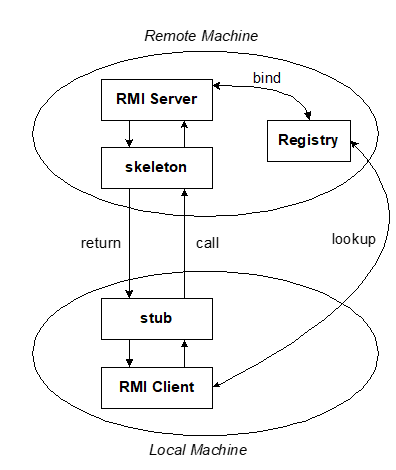 Remote Machine
bind
RMI Server
Registry
skeleton
return
call
lookup
stub
RMI Client
Local Machine